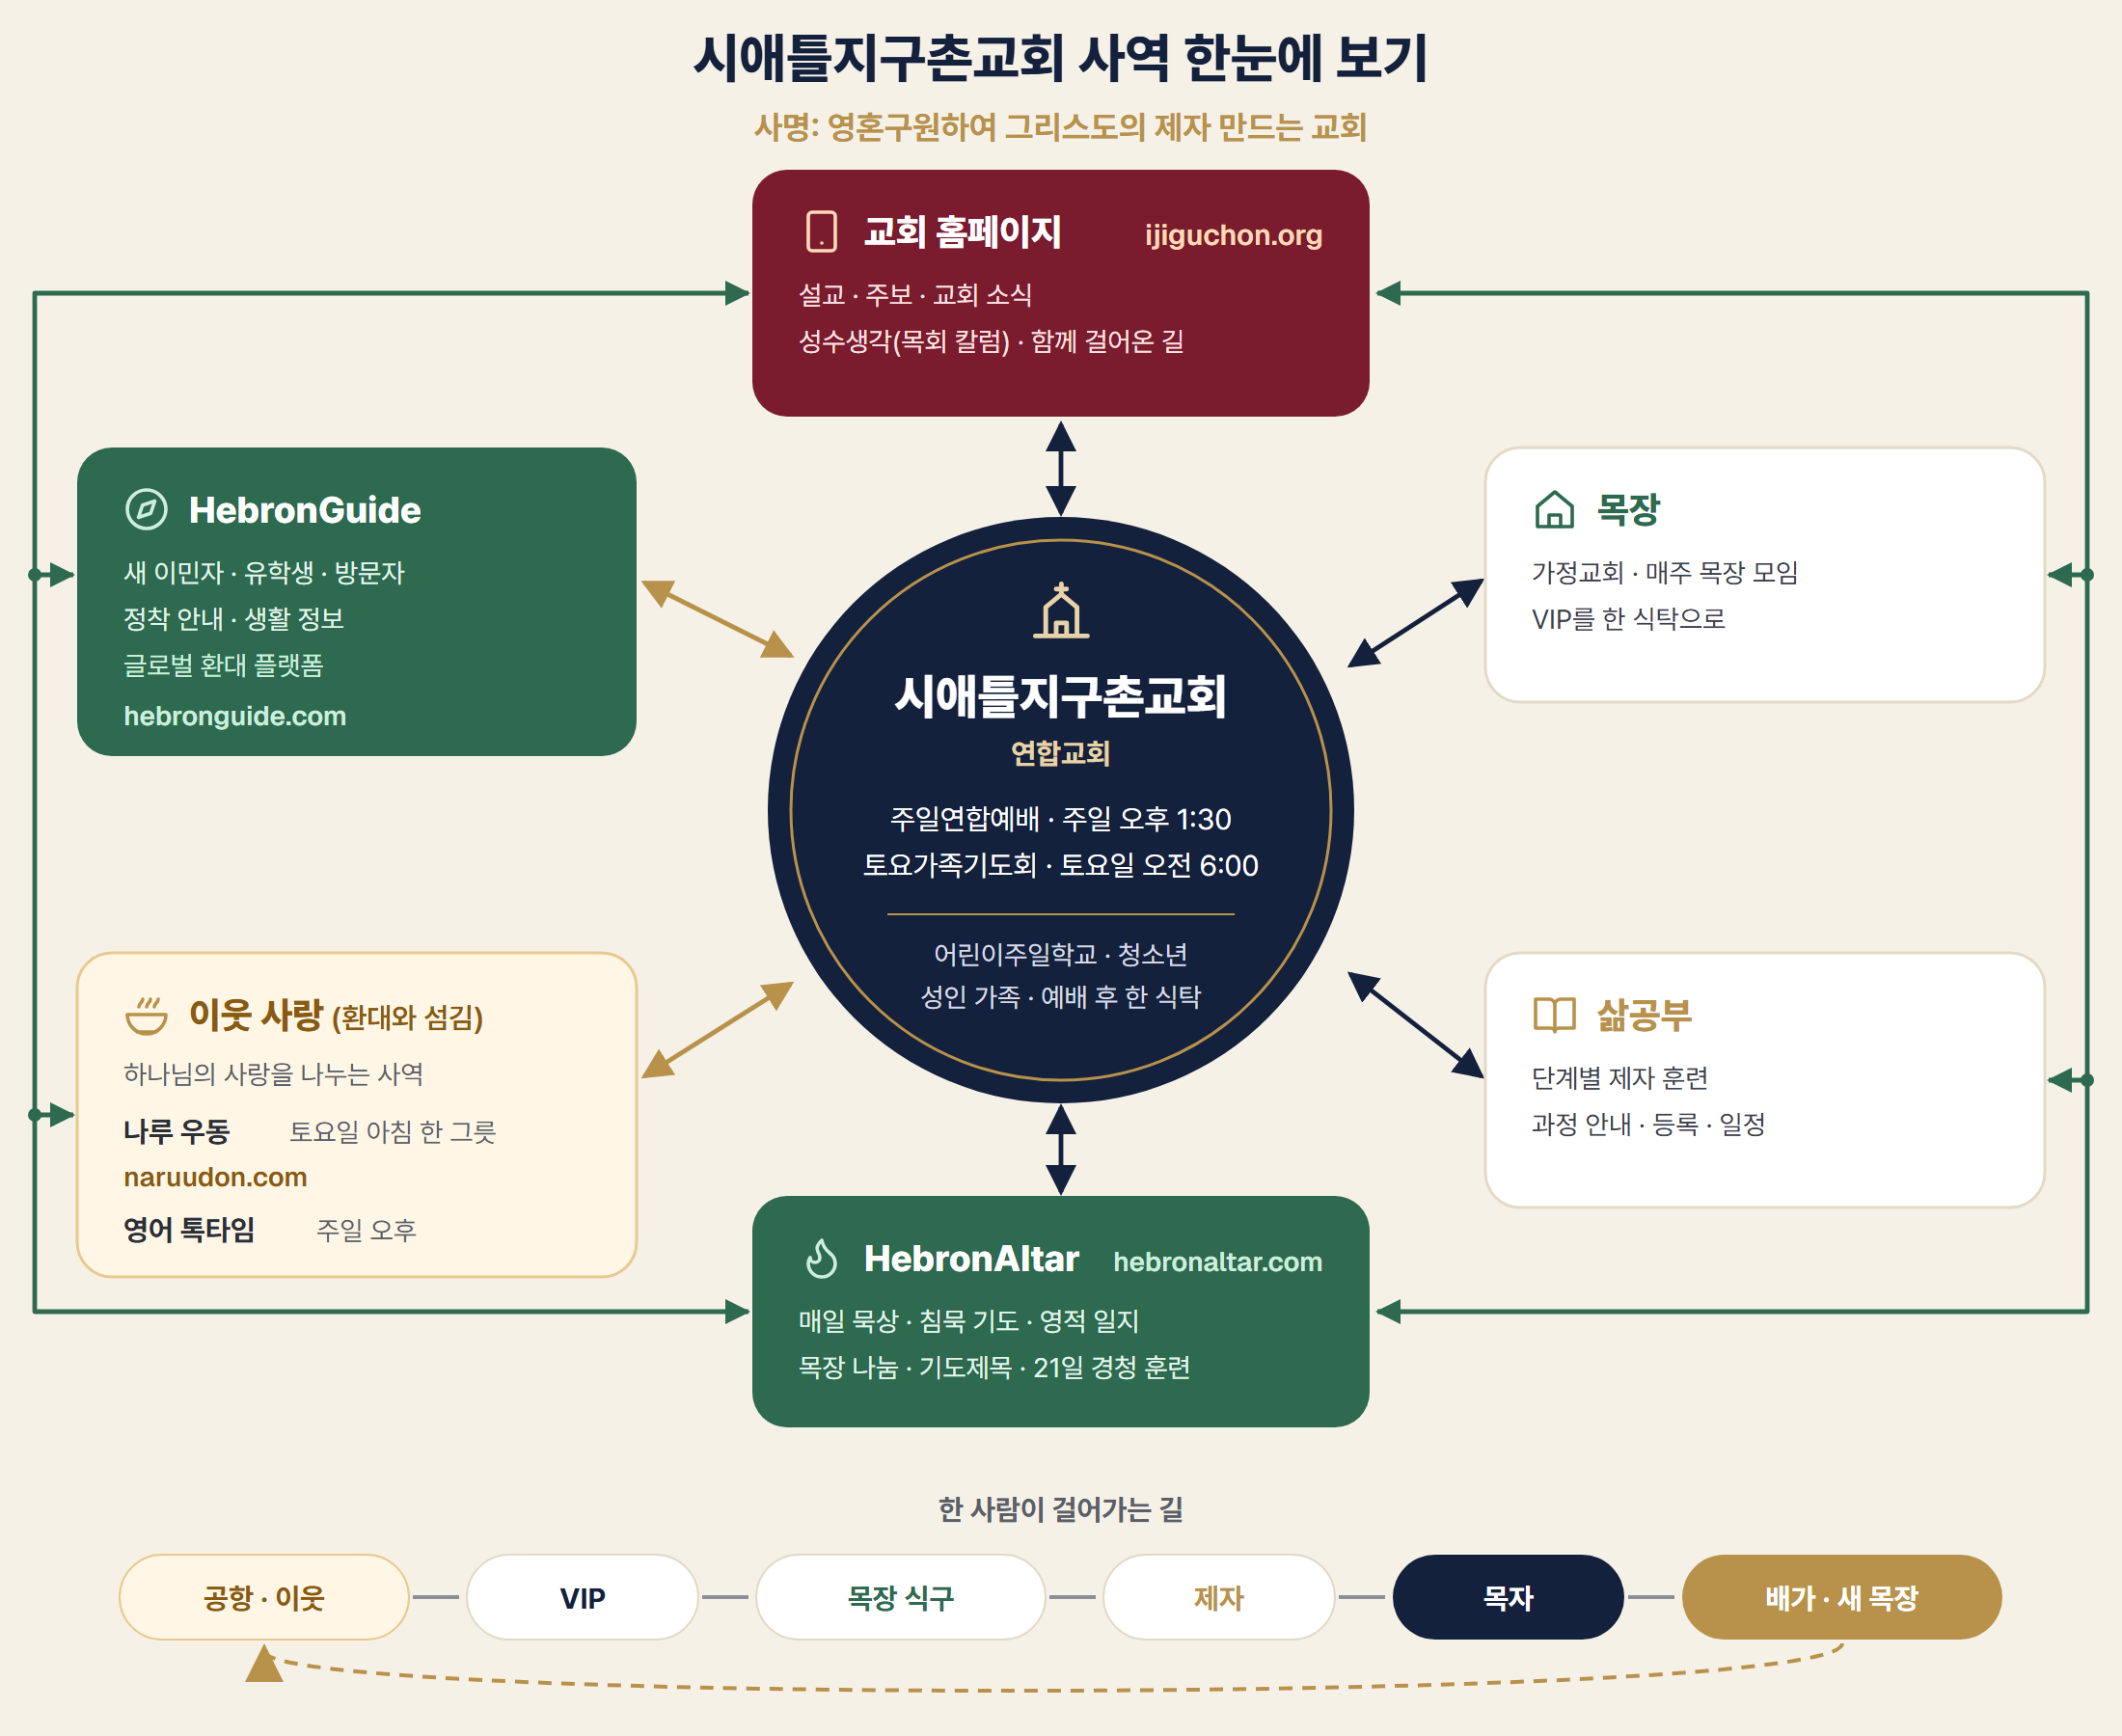 시애틀지구촌교회 사역 한눈에 보기
사명: 영혼구원하여 그리스도의 제자 만드는 교회
교회 홈페이지 ijiguchon.org
설교 · 주보 · 교회 소식
성수생각(목회 칼럼) · 함께 걸어온 길
HebronGuide
새 이민자 · 유학생 · 방문자
정착 안내 · 생활 정보
글로벌 환대 플랫폼
hebronguide.com
목장
가정교회 · 매주 목장 모임
VIP를 한 식탁으로
시애틀지구촌교회
연합교회
주일연합예배 · 주일 오후 1:30
토요가족기도회 · 토요일 오전 6:00
어린이주일학교 · 청소년
성인 가족 · 예배 후 한 식탁
이웃 사랑 (환대와 섬김)
하나님의 사랑을 나누는 사역
나루 우동 토요일 아침 한 그릇
naruudon.com
영어 톡타임 주일 오후
삶공부
단계별 제자 훈련
과정 안내 · 등록 · 일정
HebronAltar hebronaltar.com
매일 묵상 · 침묵 기도 · 영적 일지
목장 나눔 · 기도제목 · 21일 경청 훈련
한 사람이 걸어가는 길
공항 · 이웃
VIP
목장 식구
제자
목자
배가 · 새 목장